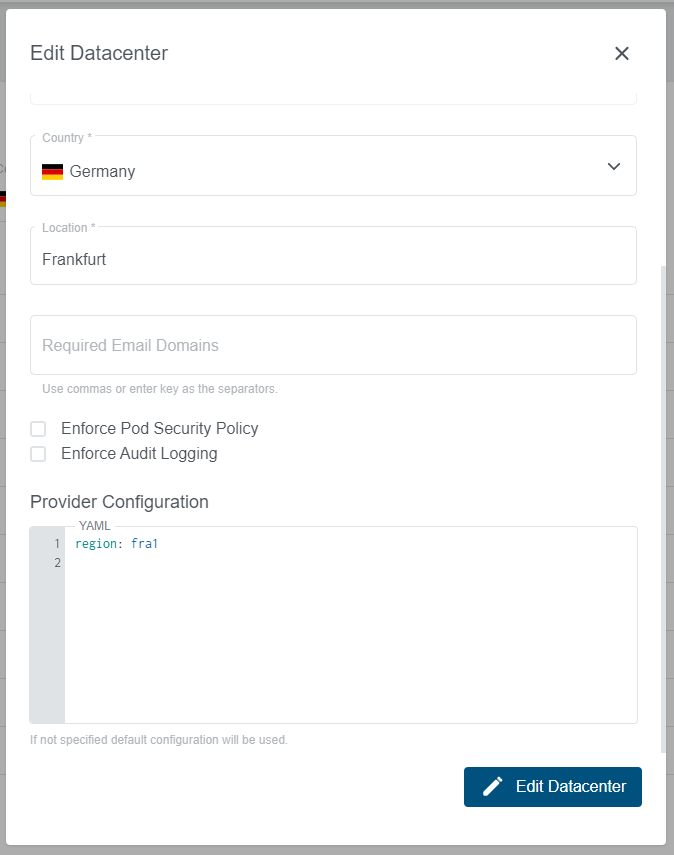 Edit Datacenter
Country *
Germany
Location *
Frankfurt
Required Email Domains
Use commas or enter key as the separators.
Enforce Pod Security Policy
Enforce Audit Logging
Provider Configuration
YAML
1 region: fra1
2
If not specified default configuration will be used.
Edit Datacenter